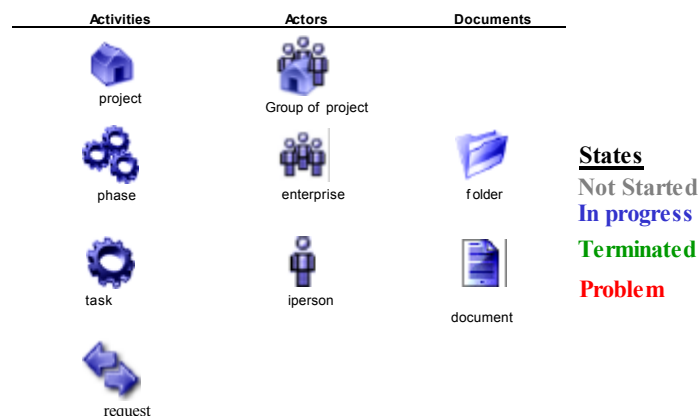 Activities Actors Documents
project
Group of project
phase
enterprise
folder
task
iperson
document
request
States
Not Started
In progress
Terminated
Problem